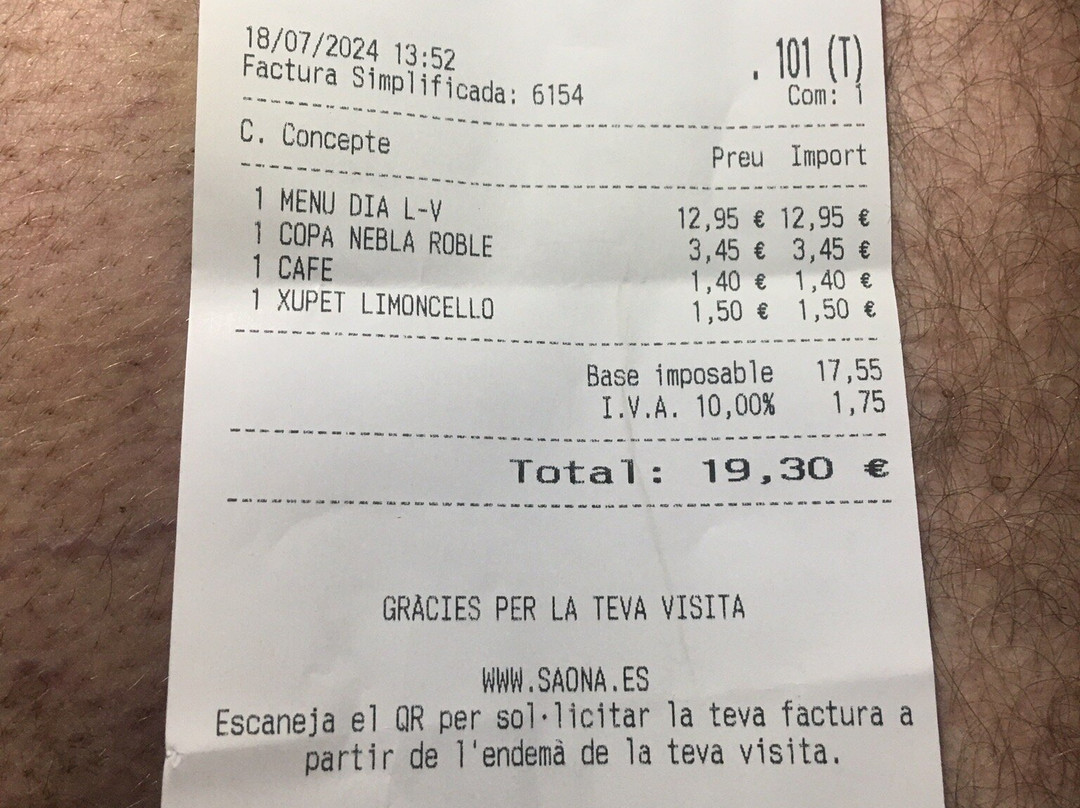 18/07/2024 13:52 . 101 (T)
Factura Simplificada: 6154 Com: 1
C. Concepte Preu Import
1 MENU DIA L-V 12,95 € 12,95 €
1 COPA NEBLA ROBLE 3,45 € 3,45 €
1 CAFE 1,40 € 1,40 €
1 XUPET LIMONCELLO 1,50 € 1,50 €
Base imposable 17,55
I.V.A. 10,00% 1,75
Total: 19,30 €
GRÀCIES PER LA TEVA VISITA
WWW.SAONA.ES
Escaneja el QR per sol·licitar la teva factura a
partir de l'endemà de la teva visita.